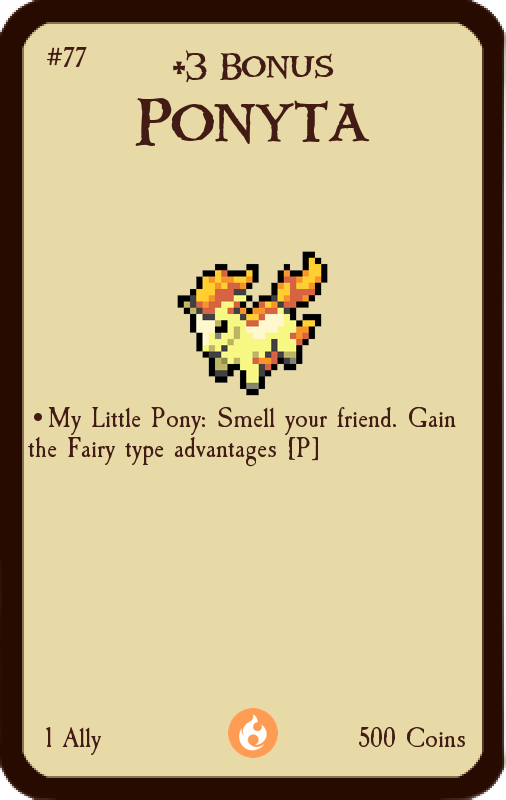 #77
+3 Bonus
Ponyta
•My Little Pony: Smell your friend. Gain
the Fairy type advantages [P]
1 Ally
500 Coins